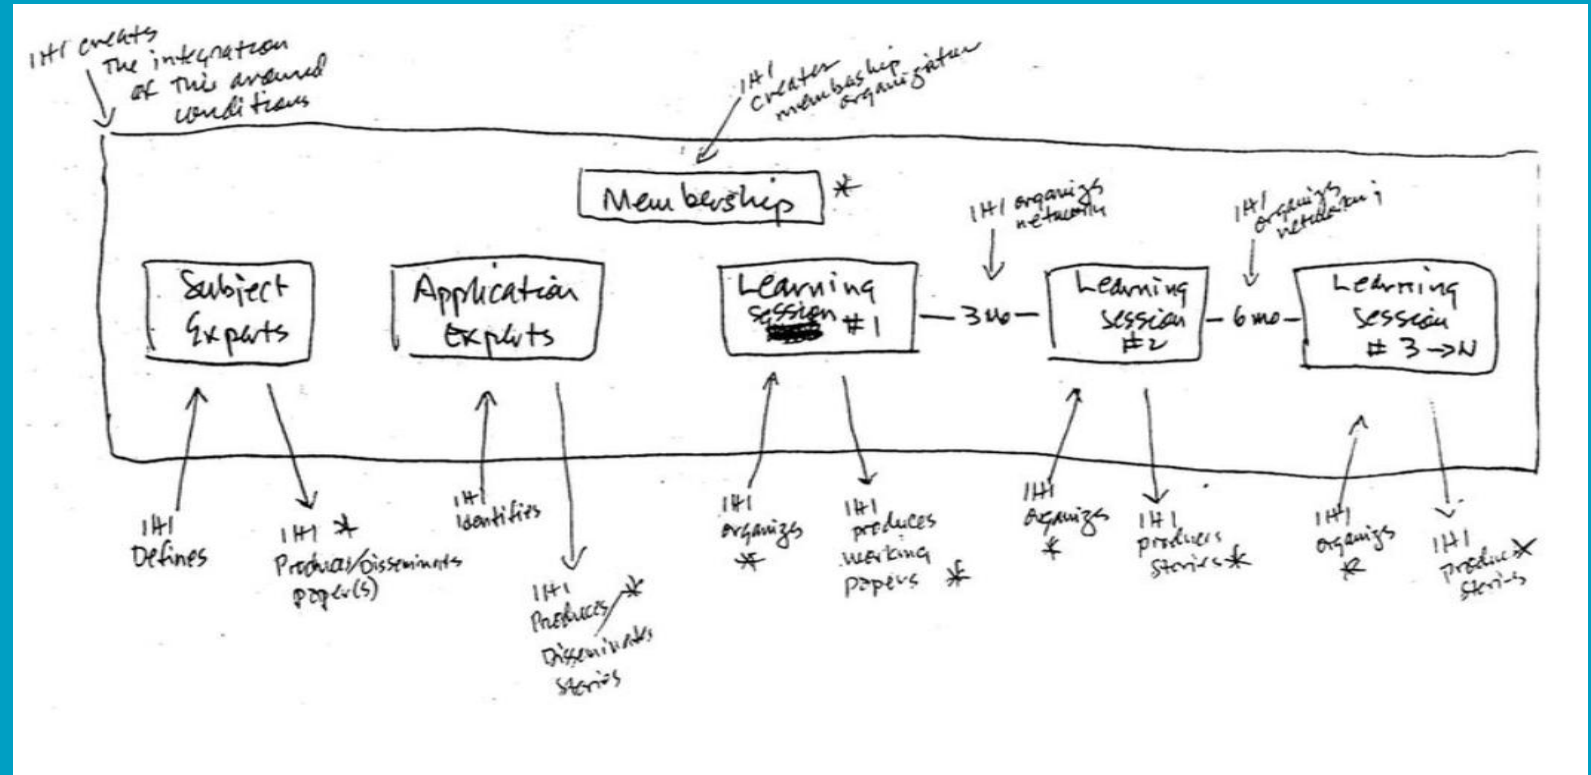 IHI creates
The integration
of this around
conditions
IHI
creates
membership
organization
Membership *
IHI organizes
network
IHI
organizes
Subject
Experts
Application
Experts
Learning
session #1
3 mo
Learning
session
#2
6 mo
Learning
session
# 3 → N
IHI
Defines
IHI *
Produces/Disseminates
paper(s)
IHI
Identifies
IHI
Produces/ *
Disseminates
stories
IHI
organizes
*
IHI
produces
working
papers *
IHI
organizes
*
IHI
produces
stories *
IHI
organizes
*
IHI
produces *
stories